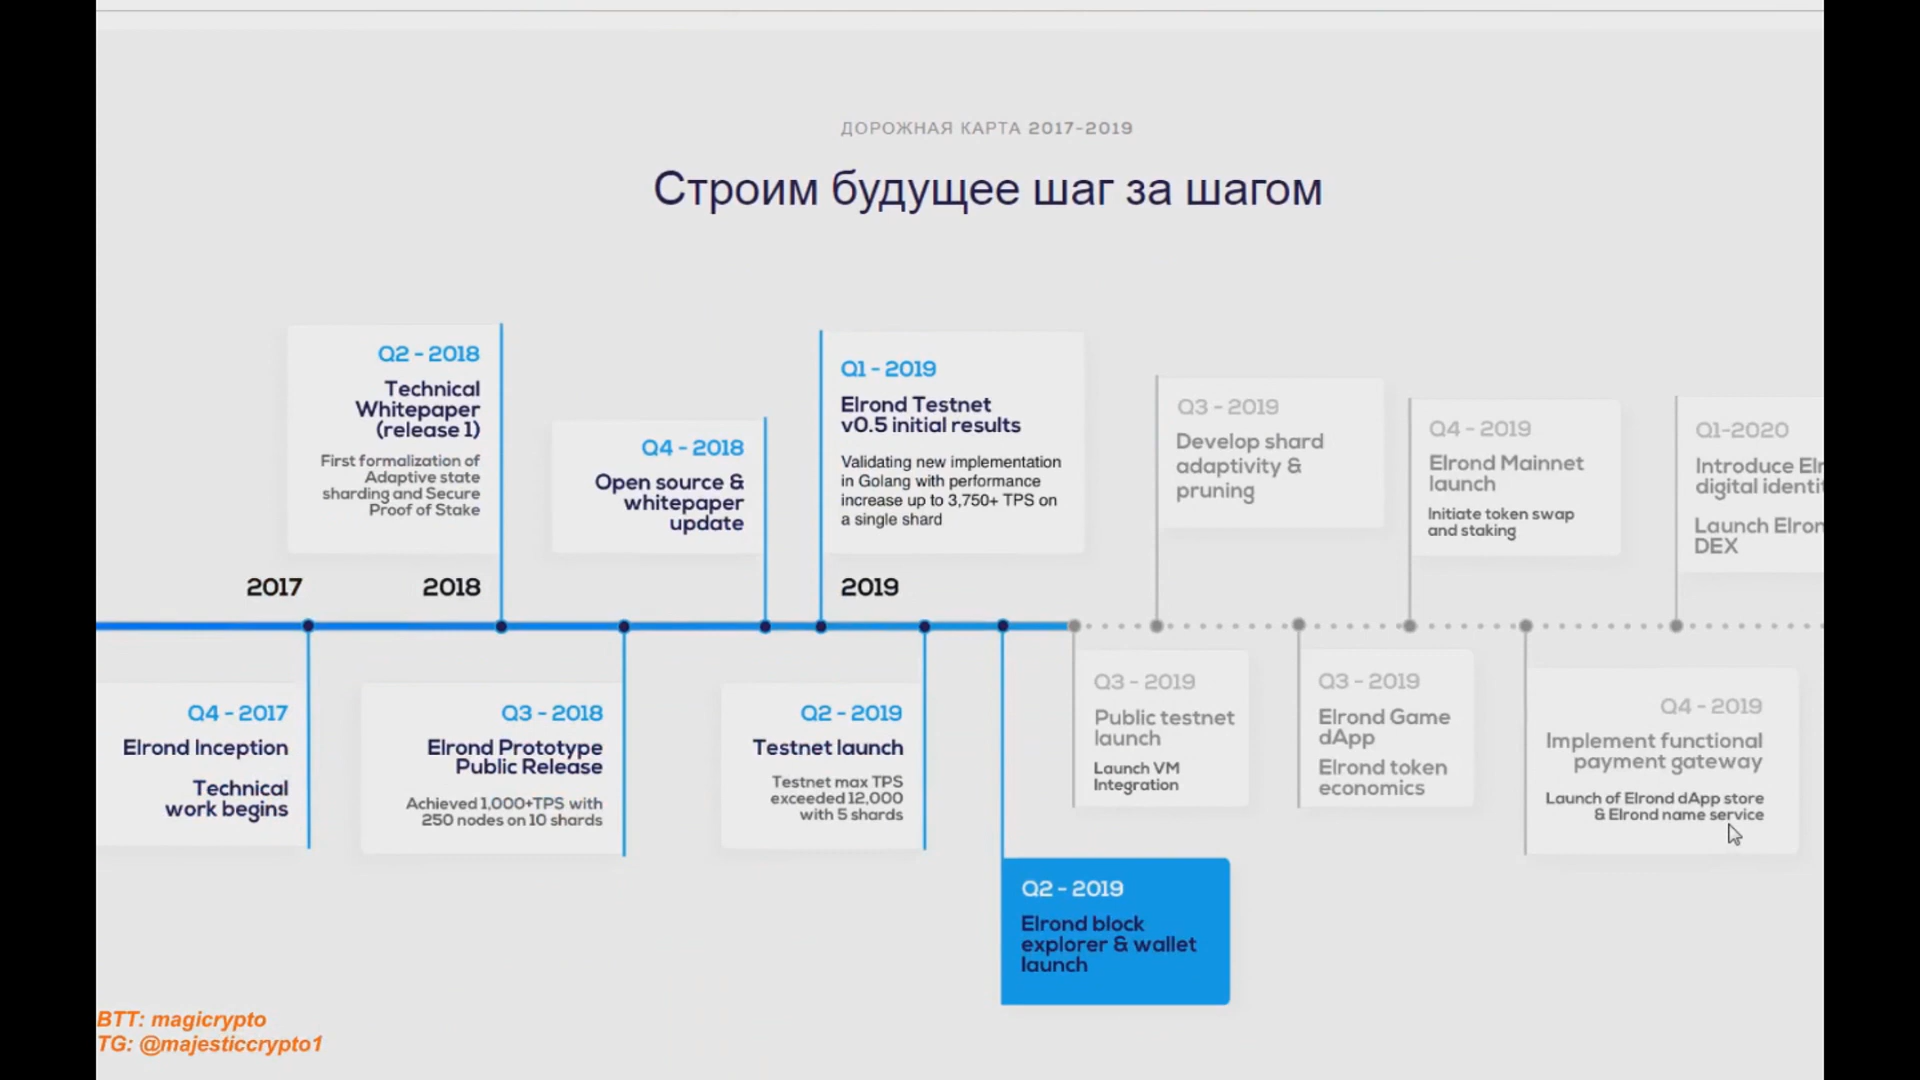 ДОРОЖНАЯ КАРТА 2017-2019
Строим будущее шаг за шагом
Q2 - 2018
Technical
Whitepaper
(release 1)
First formalization of
Adaptive state
sharding and Secure
Proof of Stake
Q4 - 2018
Open source &
whitepaper
update
Q1 - 2019
Elrond Testnet
v0.5 initial results
Validating new implementation
in Golang with performance
increase up to 3,750+ TPS on
a single shard
Q3 - 2019
Develop shard
adaptivity &
pruning
Q4 - 2019
Elrond Mainnet
launch
Initiate token swap
and staking
Q1-2020
Introduce Elr
digital identit
Launch Elron
DEX
2017
2018
2019
Q4 - 2017
Elrond Inception
Technical
work begins
Q3 - 2018
Elrond Prototype
Public Release
Achieved 1,000+TPS with
250 nodes on 10 shards
Q2 - 2019
Testnet launch
Testnet max TPS
exceeded 12,000
with 5 shards
Q2 - 2019
Elrond block
explorer & wallet
launch
Q3 - 2019
Public testnet
launch
Launch VM
Integration
Q3 - 2019
Elrond Game
dApp
Elrond token
economics
Q4 - 2019
Implement functional
payment gateway
Launch of Elrond dApp store
& Elrond name service
BTT: magicrypto
TG: @majesticcrypto1